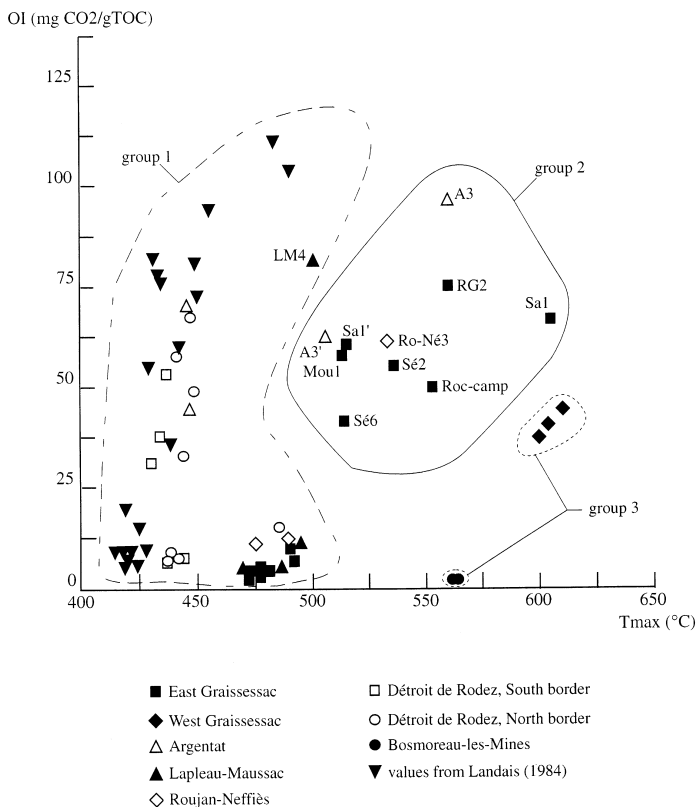 OI (mg CO2/gTOC)
125
group 1
100
group 2
A3
LM4
75
RG2
Sa1
Sa1'
A3'
Ro-Né3
Mou1
Sé2
50
Roc-camp
Sé6
25
group 3
0
400
450
500
550
600
650
Tmax (°C)
East Graissessac
Détroit de Rodez, South border
West Graissessac
Détroit de Rodez, North border
Argentat
Bosmoreau-les-Mines
Lapleau-Maussac
values from Landais (1984)
Roujan-Neffiès